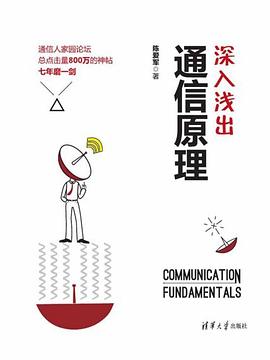 通信人家园论坛
总点击量800万的神帖
七年磨一剑
陈爱军 著
深入浅出
通信原理
COMMUNICATION
FUNDAMENTALS
清华大学出版社